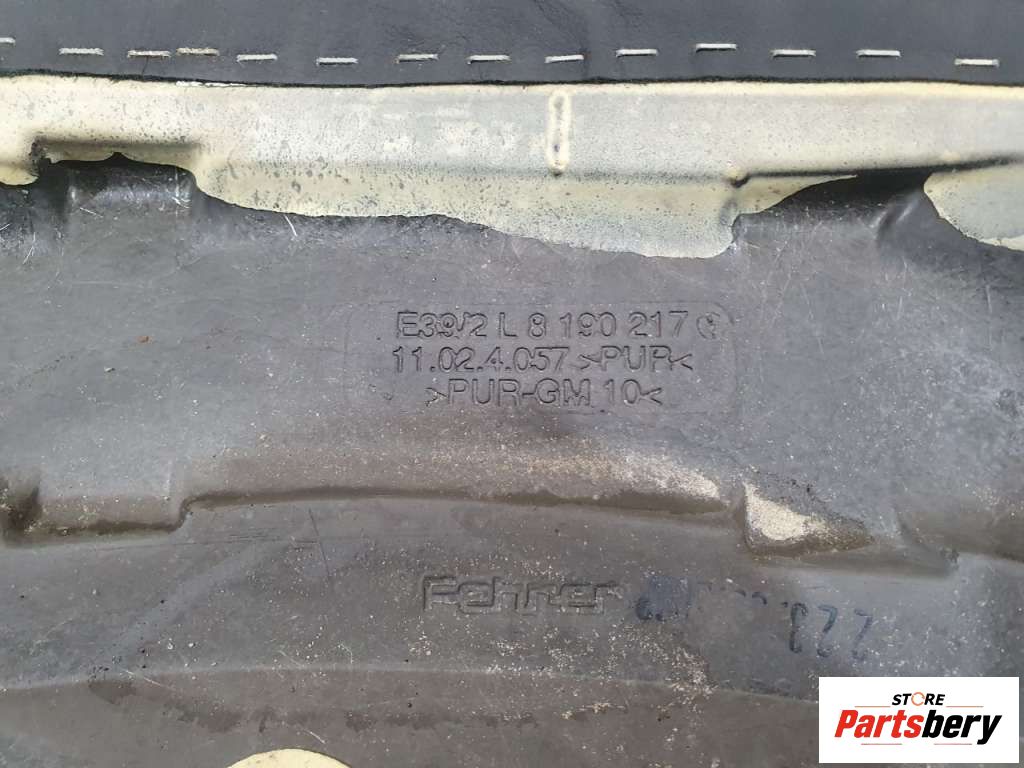 E39/2 L 8 190 217
11.02.4.057 >PUR<
>PUR-GM 10<
Fehrer
STORE
Partsbery